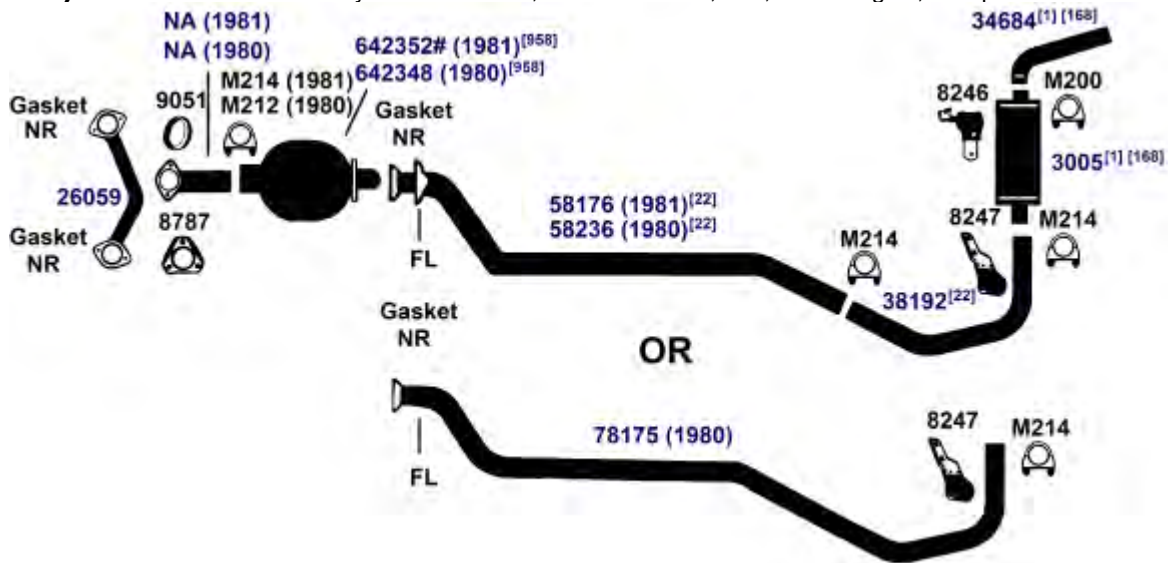 NA (1981)
NA (1980)
642352# (1981)[958]
642348 (1980)[958]
34684[1] [168]
M214 (1981)
M212 (1980)
9051
Gasket
NR
Gasket
NR
8246
M200
26059
3005[1] [168]
8787
Gasket
NR
58176 (1981)[22]
58236 (1980)[22]
8247
M214
M214
FL
38192[22]
Gasket
NR
OR
78175 (1980)
8247
M214
FL